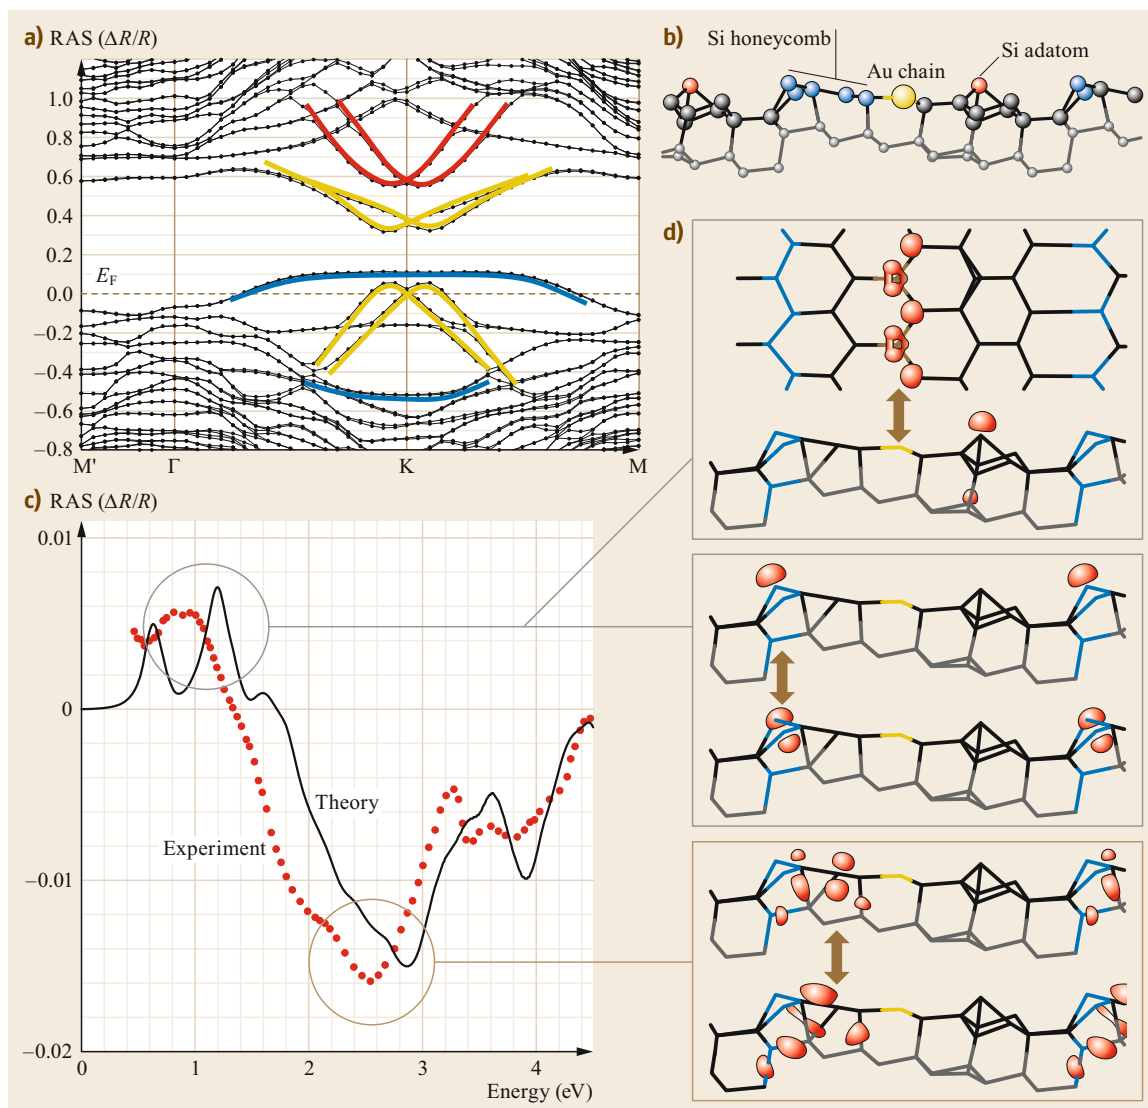 a) RAS (ΔR/R)
1.0
0.8
0.6
0.4
0.2
E_F
0.0
−0.2
−0.4
−0.6
−0.8
M' Γ K M
b)
Si honeycomb
Au chain
Si adatom
c) RAS (ΔR/R)
0.01
0
−0.01
−0.02
Theory
Experiment
0 1 2 3 4
Energy (eV)
d)